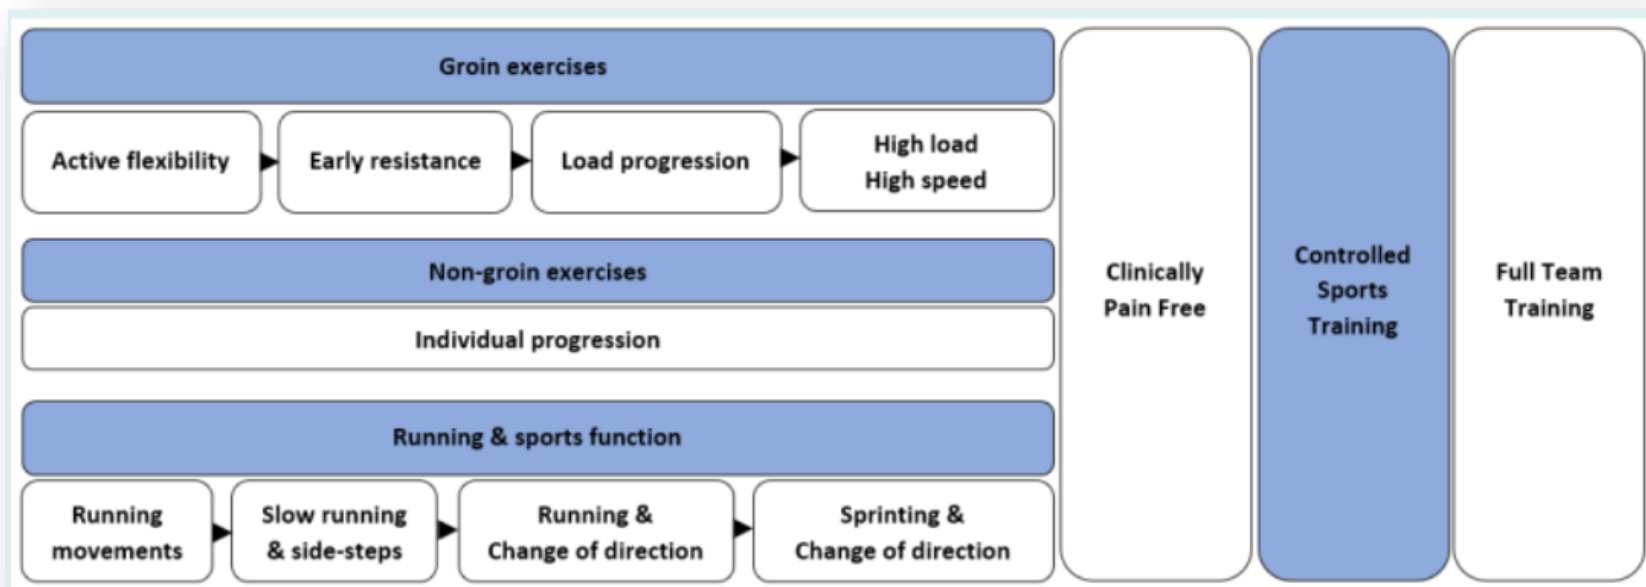 Groin exercises
Active flexibility
Early resistance
Load progression
High load
High speed
Non-groin exercises
Individual progression
Running & sports function
Running
movements
Slow running
& side-steps
Running &
Change of direction
Sprinting &
Change of direction
Clinically
Pain Free
Controlled
Sports
Training
Full Team
Training